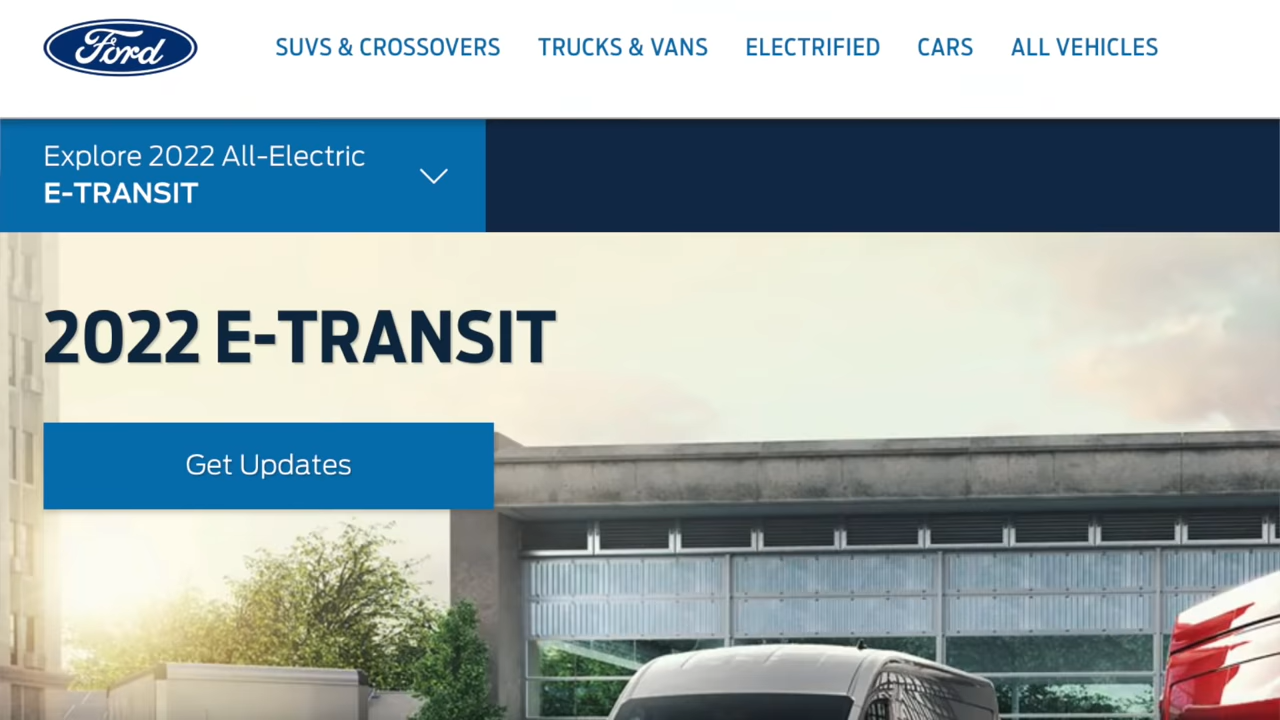 Ford
SUVS & CROSSOVERS TRUCKS & VANS ELECTRIFIED CARS ALL VEHICLES
Explore 2022 All-Electric
E-TRANSIT
2022 E-TRANSIT
Get Updates